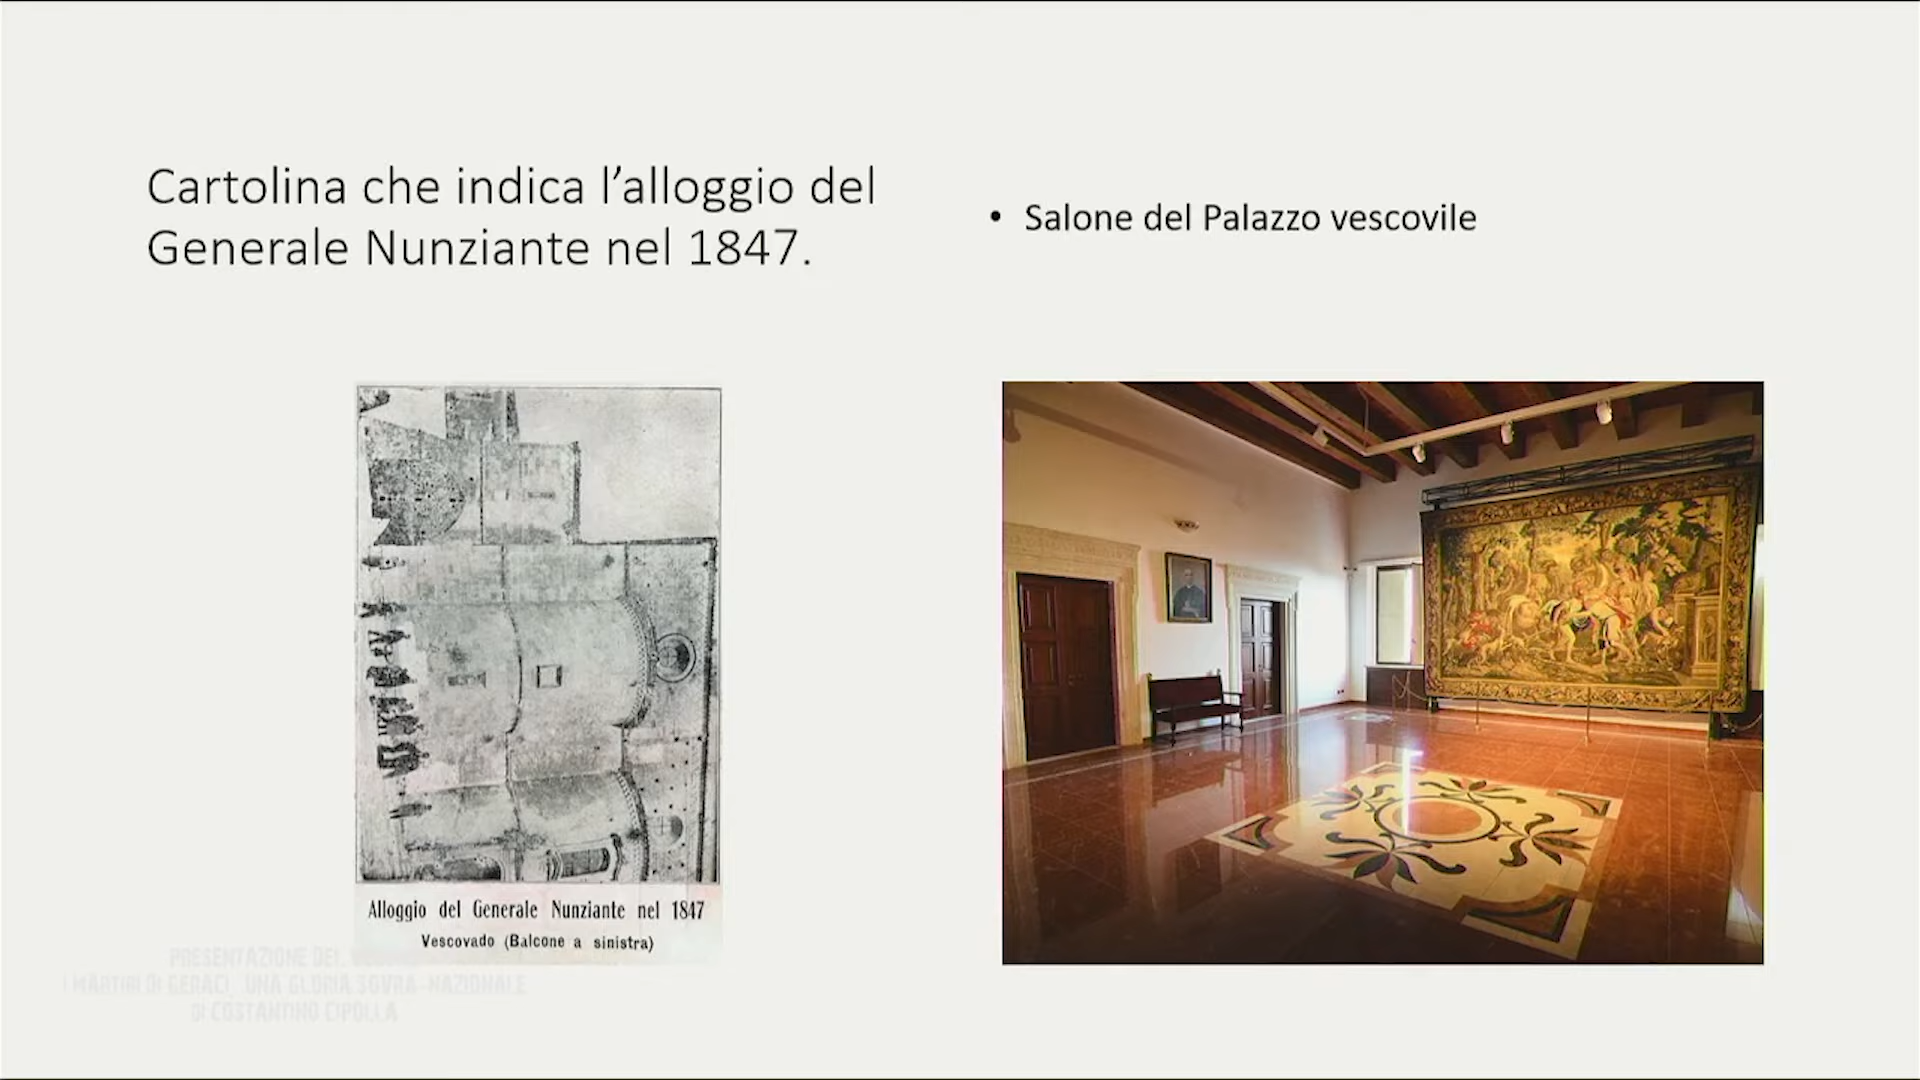 Cartolina che indica l’alloggio del
Generale Nunziante nel 1847.
• Salone del Palazzo vescovile
Alloggio del Generale Nunziante nel 1847
Vescovado (Balcone a sinistra)
PRESENTAZIONE DEL
I MARTIRI DI GERACI UNA GLORIA SOVRA-NAZIONALE
DI COSTANTINO CIPOLLA